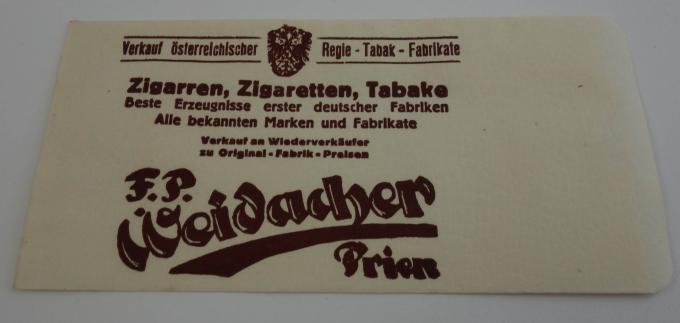 Verkauf österreichischer Regie - Tabak - Fabrikate
Zigarren, Zigaretten, Tabake
Beste Erzeugnisse erster deutscher Fabriken
Alle bekannten Marken und Fabrikate
Verkauf an Wiederverkäufer
zu Original - Fabrik - Preisen
F. P.
Weidacher
Prien